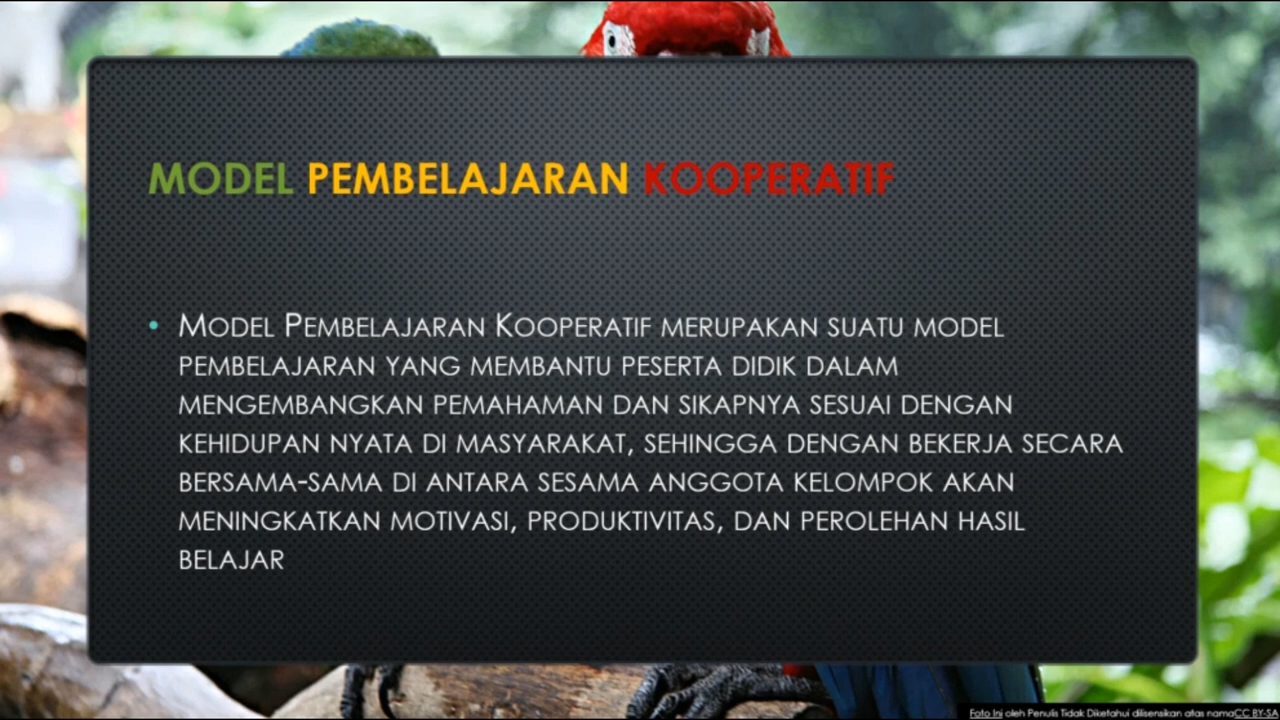 MODEL PEMBELAJARAN KOOPERATIF
• Model Pembelajaran Kooperatif merupakan suatu model
pembelajaran yang membantu peserta didik dalam
mengembangkan pemahaman dan sikapnya sesuai dengan
kehidupan nyata di masyarakat, sehingga dengan bekerja secara
bersama-sama di antara sesama anggota kelompok akan
meningkatkan motivasi, produktivitas, dan perolehan hasil
belajar
Foto Ini oleh Penulis Tidak Diketahui dilisensikan atas namaCC BY-SA